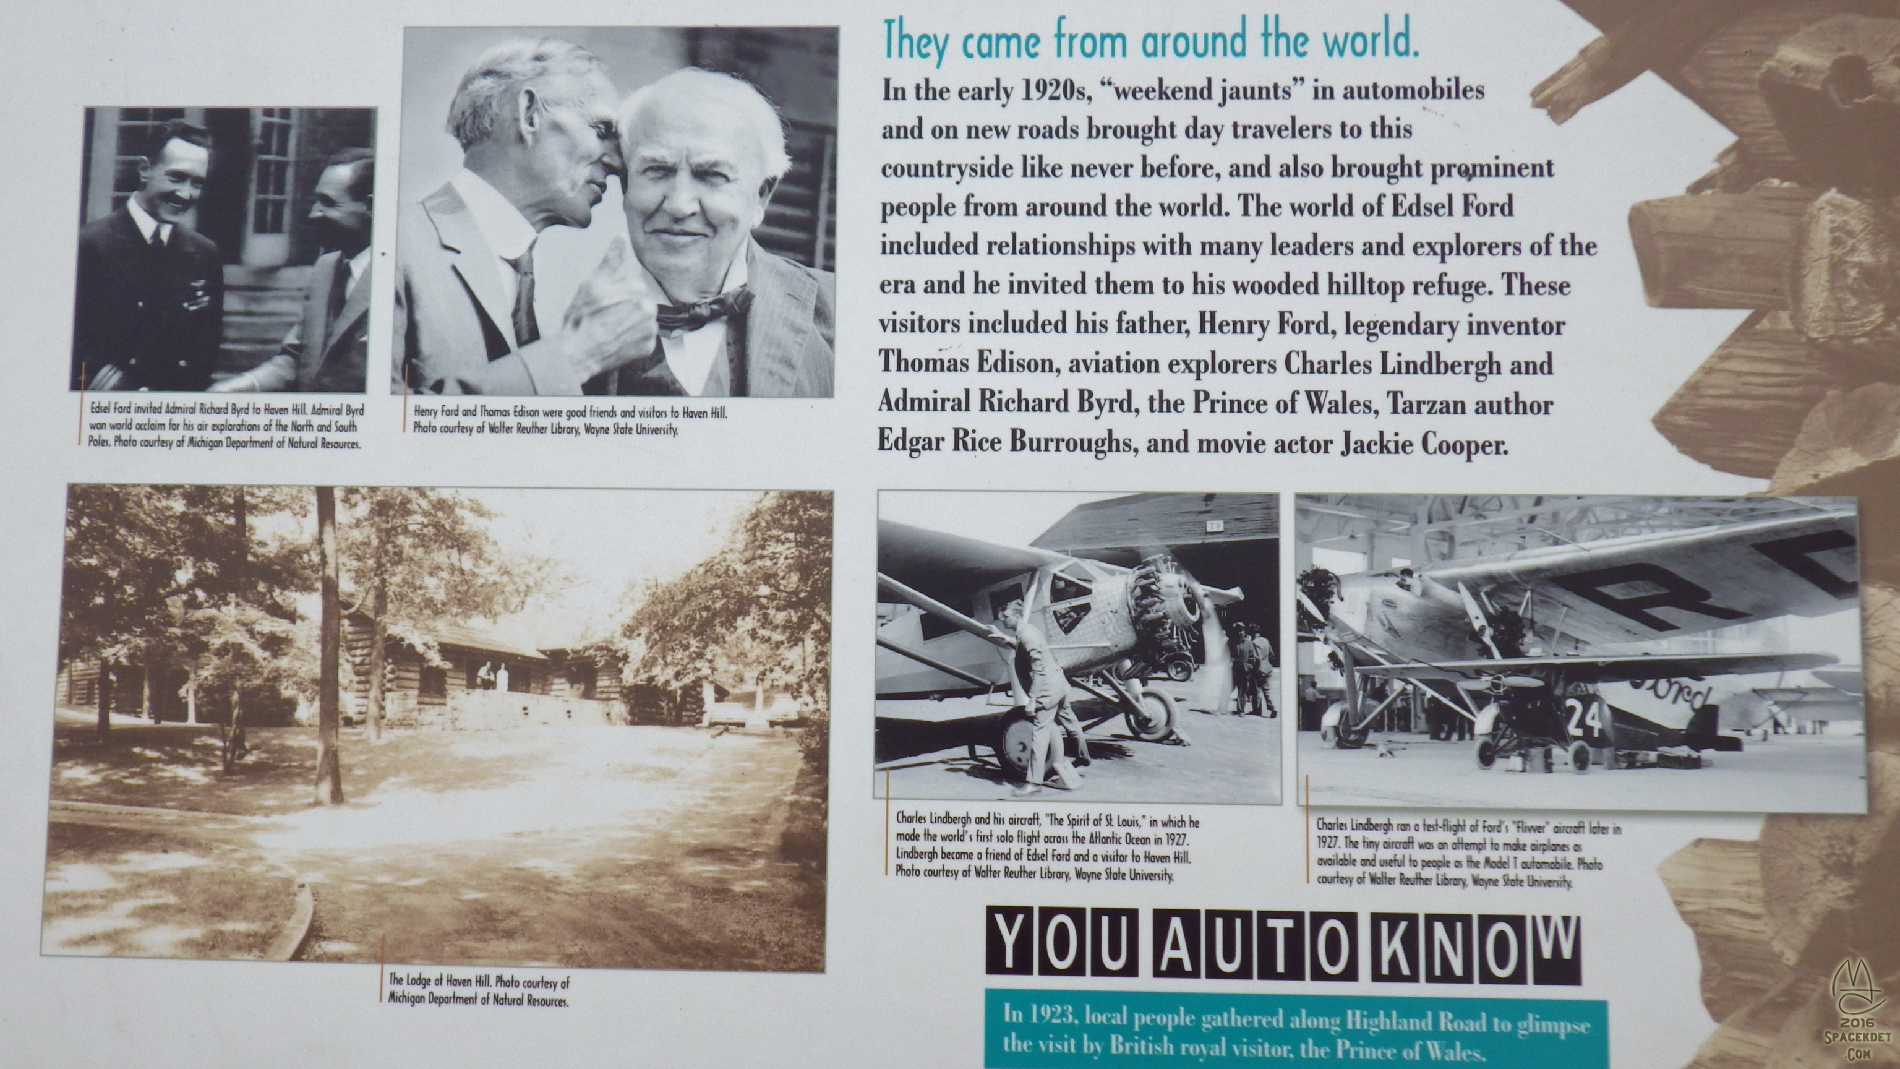 They came from around the world.
In the early 1920s, “weekend jaunts” in automobiles
and on new roads brought day travelers to this
countryside like never before, and also brought prominent
people from around the world. The world of Edsel Ford
included relationships with many leaders and explorers of the
era and he invited them to his wooded hilltop refuge. These
visitors included his father, Henry Ford, legendary inventor
Thomas Edison, aviation explorers Charles Lindbergh and
Admiral Richard Byrd, the Prince of Wales, Tarzan author
Edgar Rice Burroughs, and movie actor Jackie Cooper.
Edsel Ford invited Admiral Richard Byrd to Haven Hill. Admiral Byrd
won world acclaim for his air explorations of the North and South
Poles. Photo courtesy of Michigan Department of Natural Resources.
Henry Ford and Thomas Edison were good friends and visitors to Haven Hill.
Photo courtesy of Walter Reuther Library, Wayne State University.
The Lodge at Haven Hill. Photo courtesy of
Michigan Department of Natural Resources.
Charles Lindbergh and his aircraft, "The Spirit of St. Louis," in which he
made the world's first solo flight across the Atlantic Ocean in 1927.
Lindbergh became a friend of Edsel Ford and a visitor to Haven Hill.
Photo courtesy of Walter Reuther Library, Wayne State University.
R
Ford
24
Charles Lindbergh ran a test-flight of Ford's "Flivver" aircraft later in
1927. The tiny aircraft was an attempt to make airplanes as
available and useful to people as the Model T automobile. Photo
courtesy of Walter Reuther Library, Wayne State University.
YOU AUTO KNOW
In 1923, local people gathered along Highland Road to glimpse
the visit by British royal visitor, the Prince of Wales.
2016
SPACEKDET
.COM